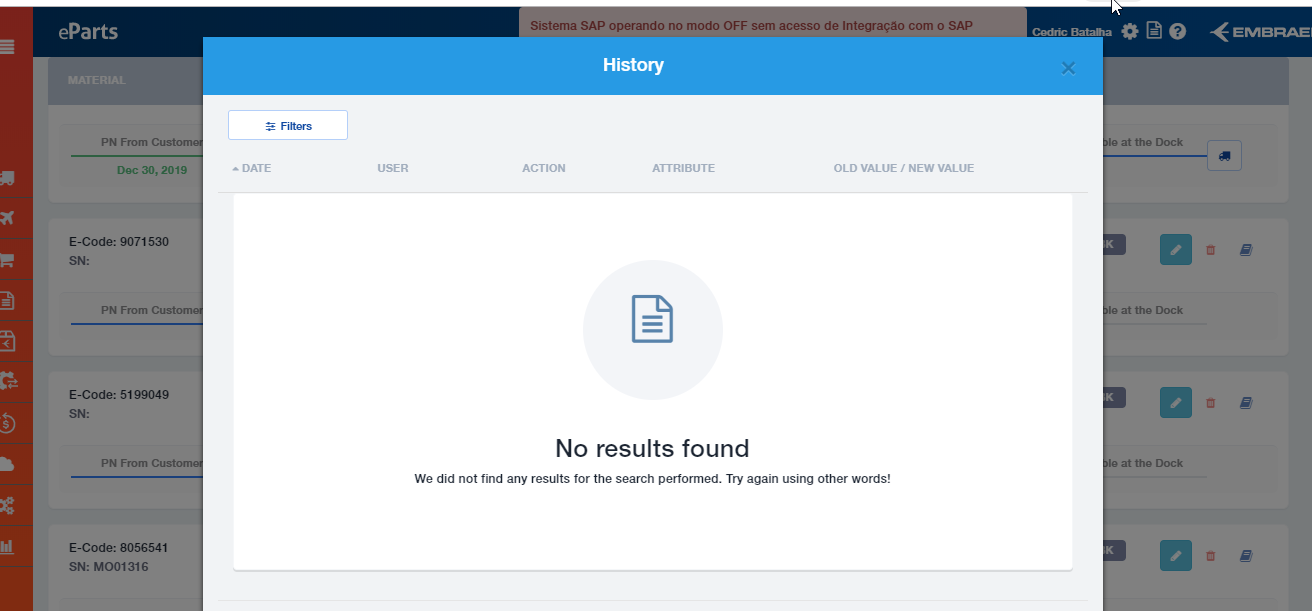 eParts
Sistema SAP operando no modo OFF sem acesso de Integração com o SAP
Cedric Batalha
EMBRAE
MATERIAL
History
Filters
DATE USER ACTION ATTRIBUTE OLD VALUE / NEW VALUE
PN From Customer
ble at the Dock
Dec 30, 2019
E-Code: 9071530
SN:
K
PN From Customer
ble at the Dock
No results found
We did not find any results for the search performed. Try again using other words!
E-Code: 5199049
SN:
K
PN From Customer
ble at the Dock
E-Code: 8056541
SN: MO01316
K